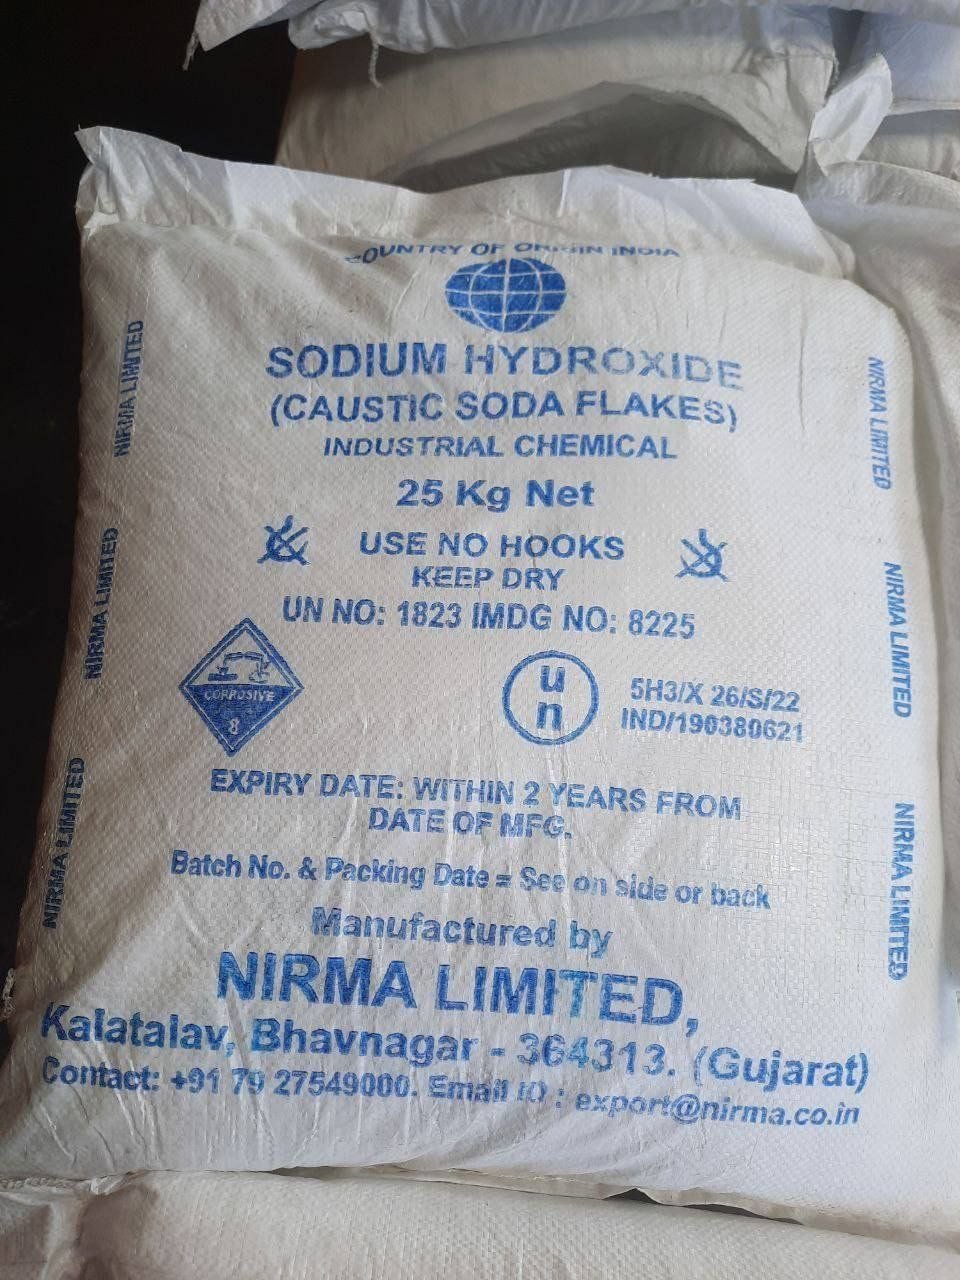 COUNTRY OF ORIGIN INDIA
SODIUM HYDROXIDE
(CAUSTIC SODA FLAKES)
INDUSTRIAL CHEMICAL
25 Kg Net
USE NO HOOKS
KEEP DRY
UN NO: 1823 IMDG NO: 8225
CORROSIVE
8
u
n
5H3/X 26/S/22
IND/190380621
EXPIRY DATE: WITHIN 2 YEARS FROM
DATE OF MFG.
Batch No. & Packing Date = See on side or back
Manufactured by
NIRMA LIMITED,
Kalatalav, Bhavnagar - 364313. (Gujarat)
Contact: +91 79 27549000. Email ID : export@nirma.co.in
NIRMA LIMITED
NIRMA LIMITED
NIRMA LIMITED
NIRMA LIMITED
NIRMA LIMITED
NIRMA LIMITED